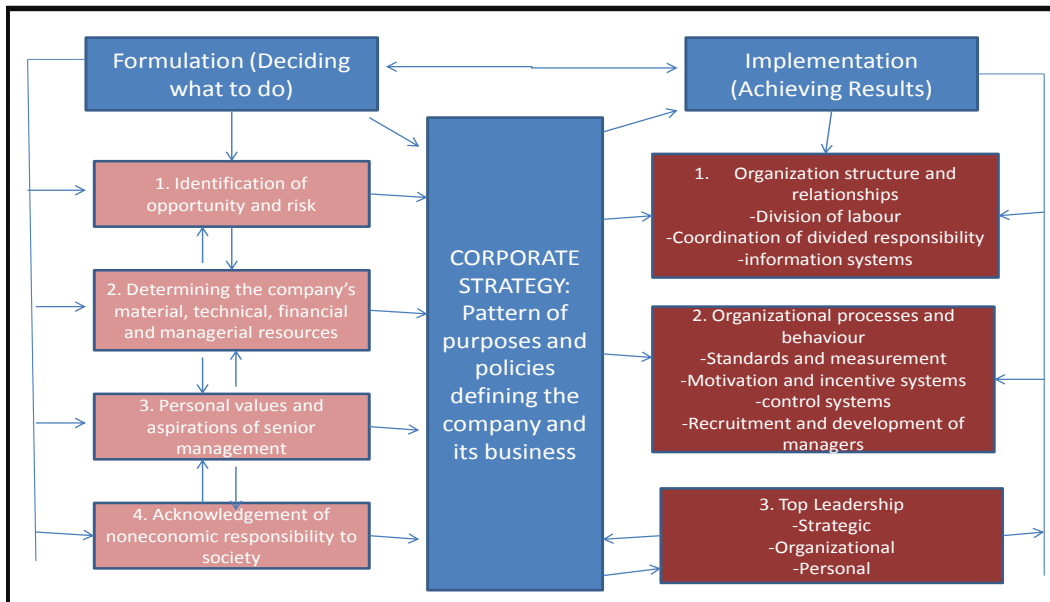 Formulation (Deciding
what to do)
1. Identification of
opportunity and risk
2. Determining the company's
material, technical, financial
and managerial resources
3. Personal values and
aspirations of senior
management
4. Acknowledgement of
noneconomic responsibility to
society
CORPORATE
STRATEGY:
Pattern of
purposes and
policies
defining the
company and
its business
Implementation
(Achieving Results)
1. Organization structure and
relationships
-Division of labour
-Coordination of divided responsibility
-information systems
2. Organizational processes and
behaviour
-Standards and measurement
-Motivation and incentive systems
-control systems
-Recruitment and development of
managers
3. Top Leadership
-Strategic
-Organizational
-Personal